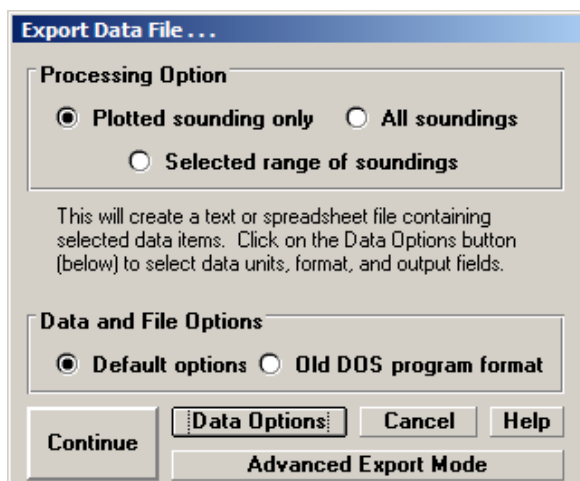 Export Data File . . .
Processing Option
Plotted sounding only All soundings
Selected range of soundings
This will create a text or spreadsheet file containing
selected data items. Click on the Data Options button
(below) to select data units, format, and output fields.
Data and File Options
Default options Old DOS program format
Continue
Data Options Cancel Help
Advanced Export Mode